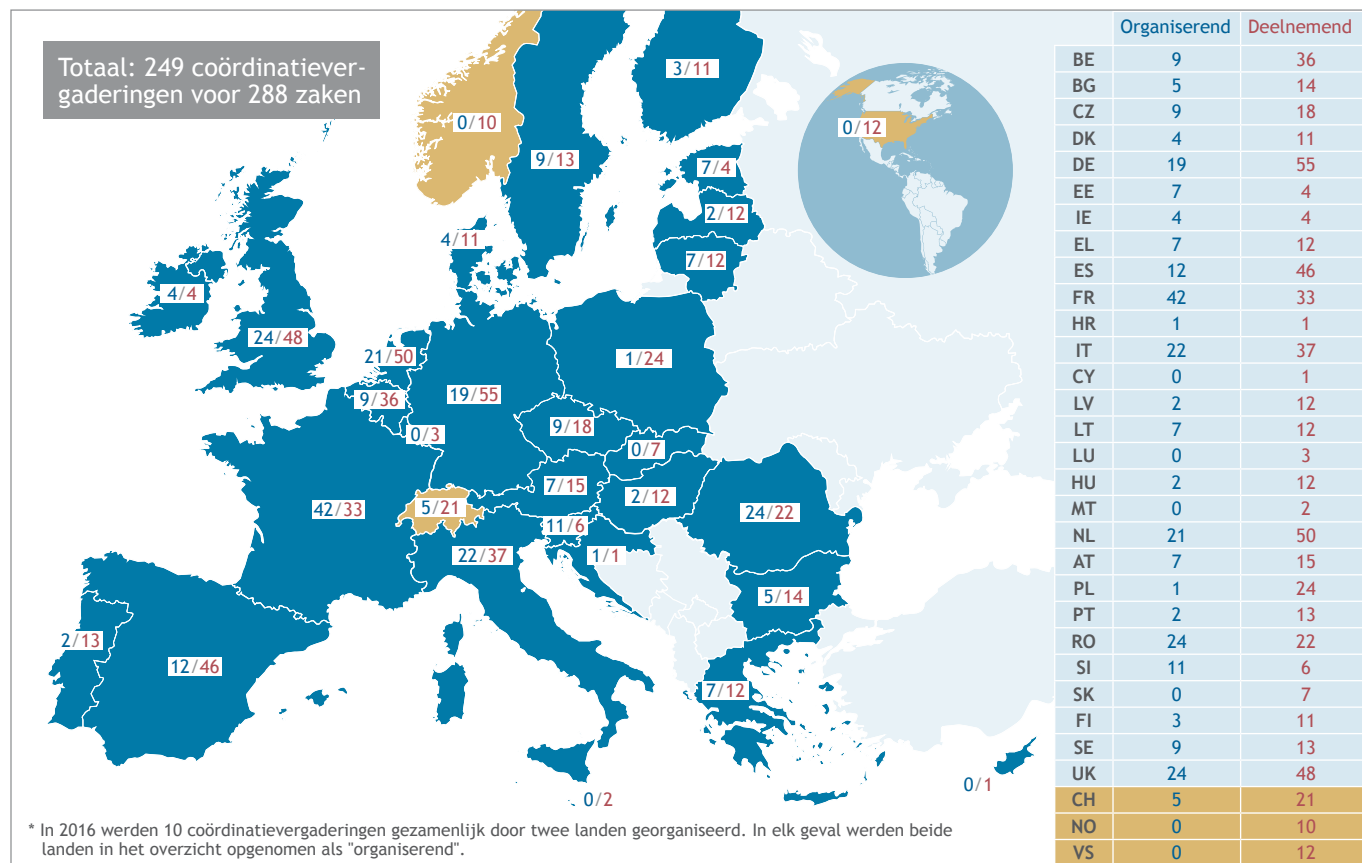 Totaal: 249 coördinatiever-
gaderingen voor 288 zaken
3/11
0/10
0/12
9/13
7/4
2/12
4/11
7/12
4/4
24/48
21/50
1/24
9/36
19/55
9/18
0/3
0/7
7/15
2/12
42/33
5/21
24/22
11/6
22/37
1/1
5/14
2/13
12/46
7/12
0/1
0/2
* In 2016 werden 10 coördinatievergaderingen gezamenlijk door twee landen georganiseerd. In elk geval werden beide
landen in het overzicht opgenomen als "organiserend".
Organiserend Deelnemend
BE 9 36
BG 5 14
CZ 9 18
DK 4 11
DE 19 55
EE 7 4
IE 4 4
EL 7 12
ES 12 46
FR 42 33
HR 1 1
IT 22 37
CY 0 1
LV 2 12
LT 7 12
LU 0 3
HU 2 12
MT 0 2
NL 21 50
AT 7 15
PL 1 24
PT 2 13
RO 24 22
SI 11 6
SK 0 7
FI 3 11
SE 9 13
UK 24 48
CH 5 21
NO 0 10
VS 0 12